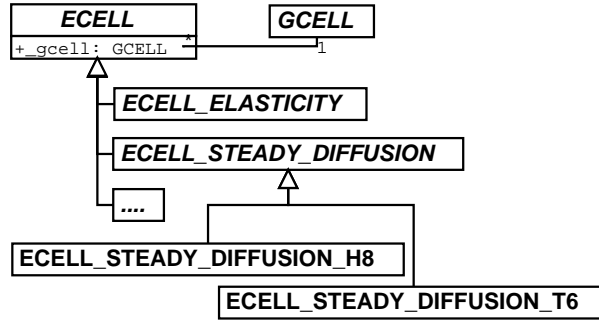 ECELL GCELL
+_gcell: GCELL * 1
ECELL_ELASTICITY
ECELL_STEADY_DIFFUSION
....
ECELL_STEADY_DIFFUSION_H8
ECELL_STEADY_DIFFUSION_T6